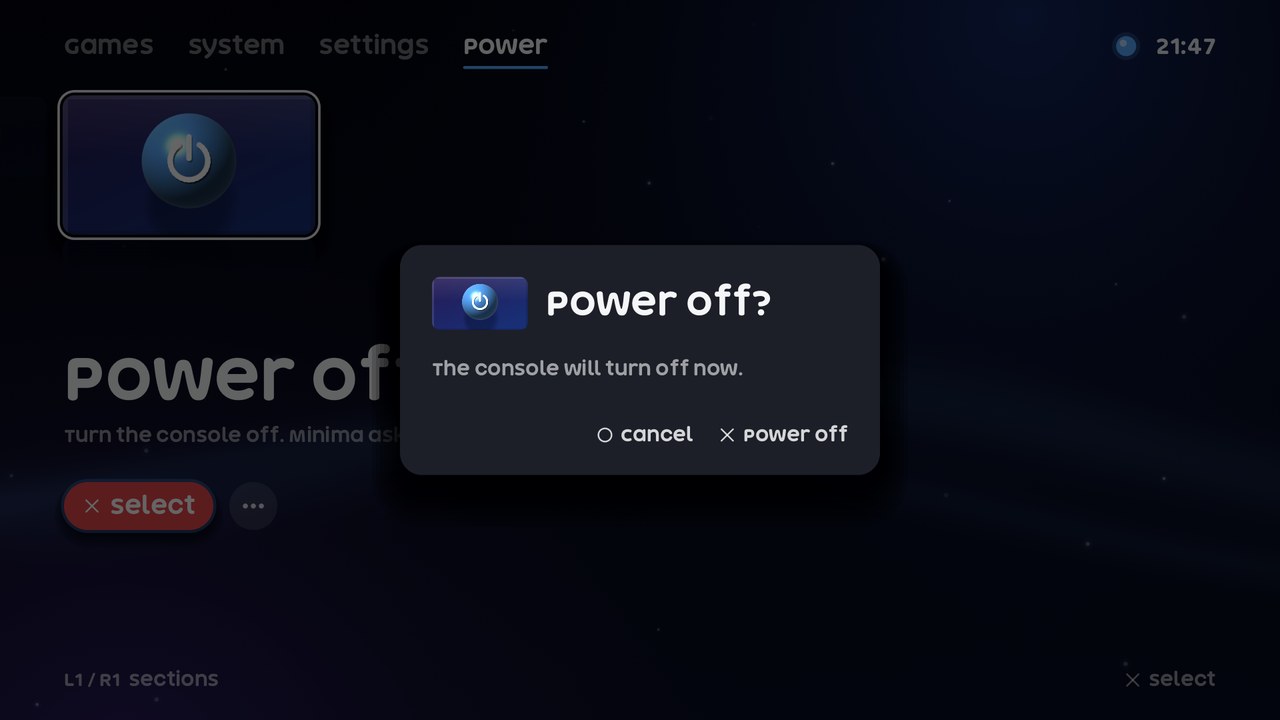 Games system settings Power 21:47
Power off?
The console will turn off now.
Power of
Turn the console off. Minima ask
cancel Power off
select
L1 / R1 sections
select